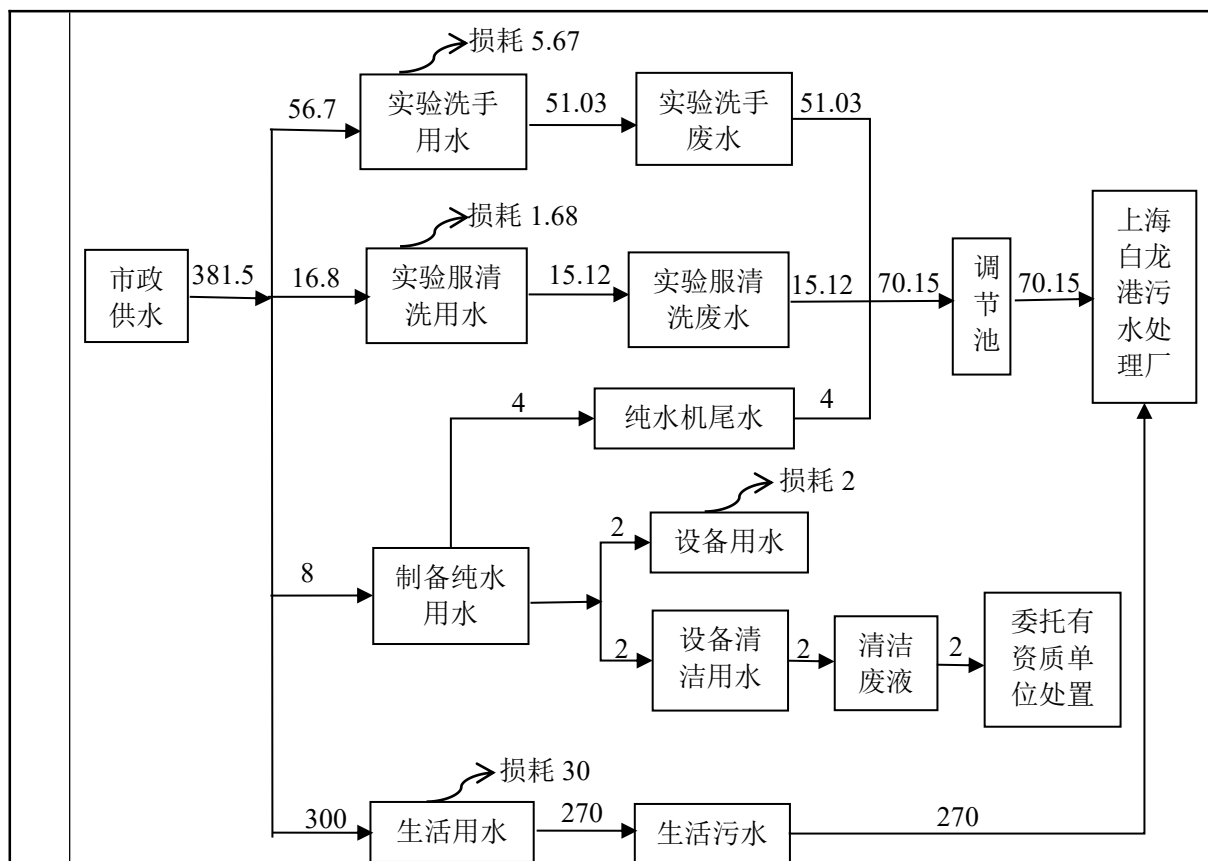 损耗 5.67
56.7
实验洗手
用水
51.03
实验洗手
废水
51.03
损耗 1.68
市政
供水
381.5
16.8
实验服清
洗用水
15.12
实验服清
洗废水
15.12
70.15
调
节
池
70.15
上海
白龙
港污
水处
理厂
4
纯水机尾水
4
损耗 2
2
设备用水
8
制备纯水
用水
2
设备清
洁用水
2
清洁
废液
2
委托有
资质单
位处置
损耗 30
300
生活用水
270
生活污水
270